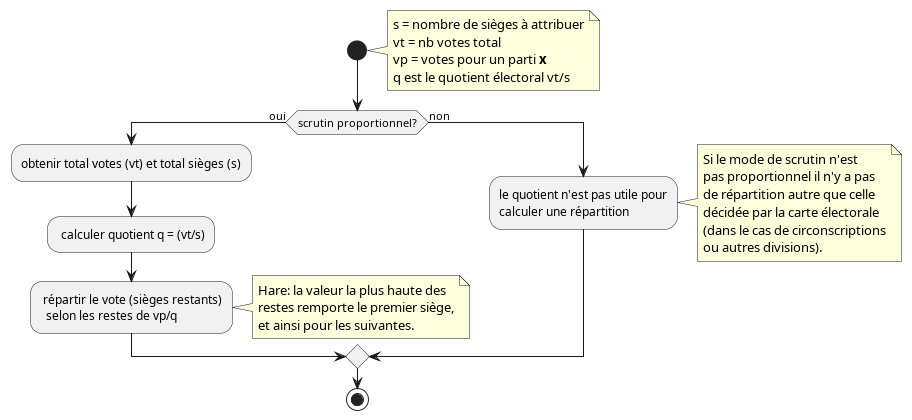 s = nombre de sièges à attribuer
vt = nb votes total
vp = votes pour un parti x
q est le quotient électoral vt/s
scrutin proportionnel?
oui
non
obtenir total votes (vt) et total sièges (s)
calculer quotient q = (vt/s)
répartir le vote (sièges restants)
selon les restes de vp/q
Hare: la valeur la plus haute des
restes remporte le premier siège,
et ainsi pour les suivantes.
le quotient n'est pas utile pour
calculer une répartition
Si le mode de scrutin n'est
pas proportionnel il n'y a pas
de répartition autre que celle
décidée par la carte électorale
(dans le cas de circonscriptions
ou autres divisions).